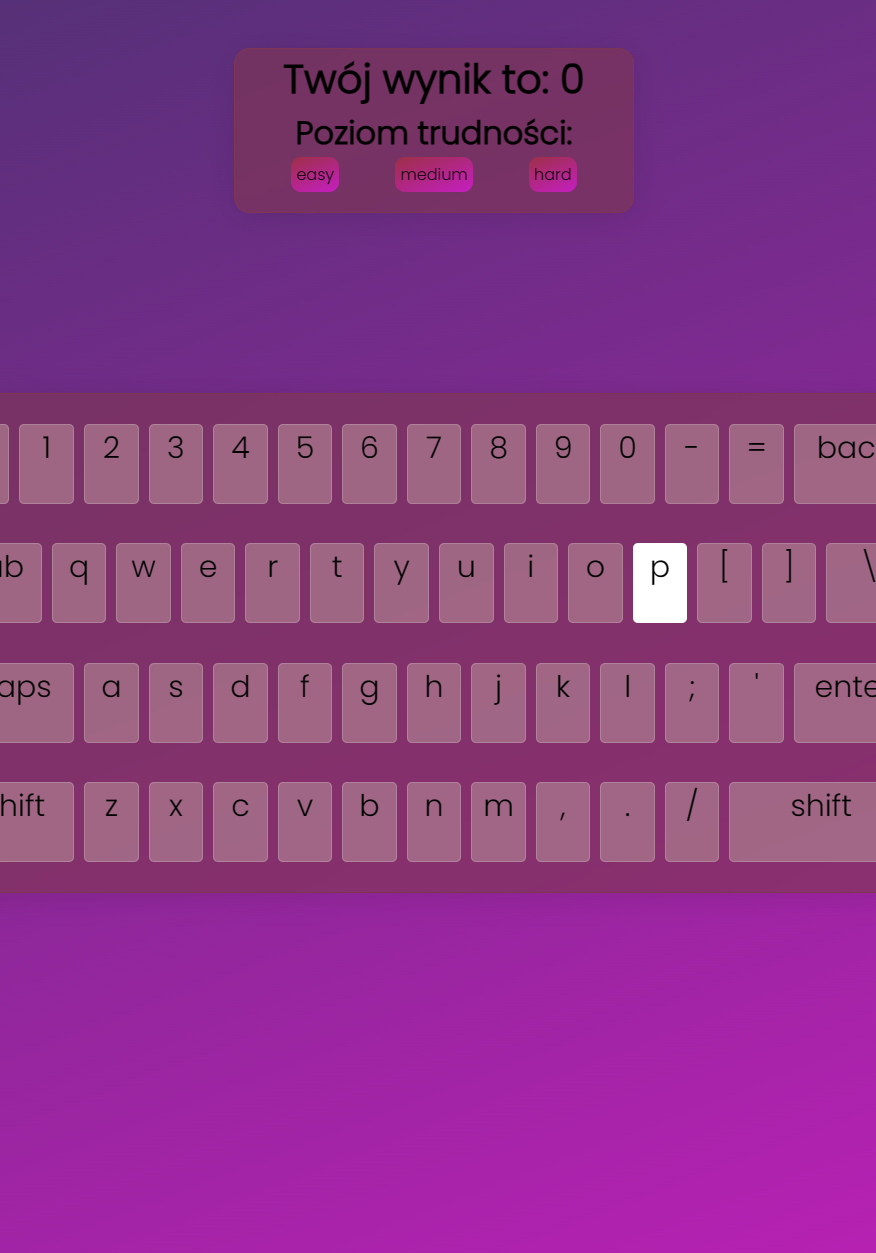 Twój wynik to: 0
Poziom trudności:
easy medium hard
1 2 3 4 5 6 7 8 9 0 - = bac
ab q w e r t y u i o p [ ] \
aps a s d f g h j k l ; ' ente
hift z x c v b n m , . / shift